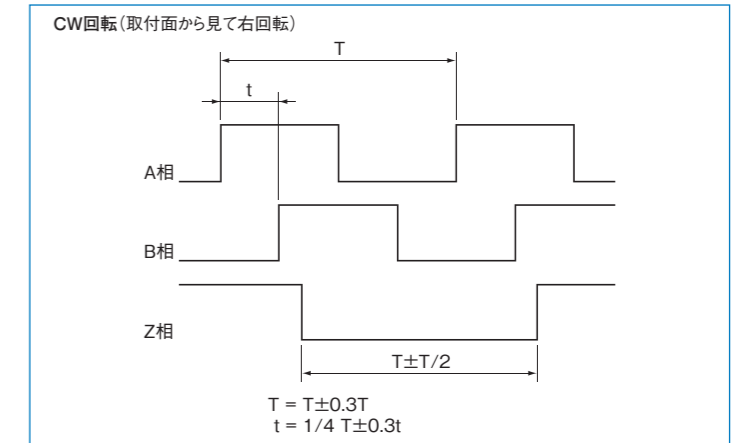 CW回転(取付面から見て右回転)
T
t
A相
B相
Z相
T±T/2
T = T±0.3T
t = 1/4 T±0.3t